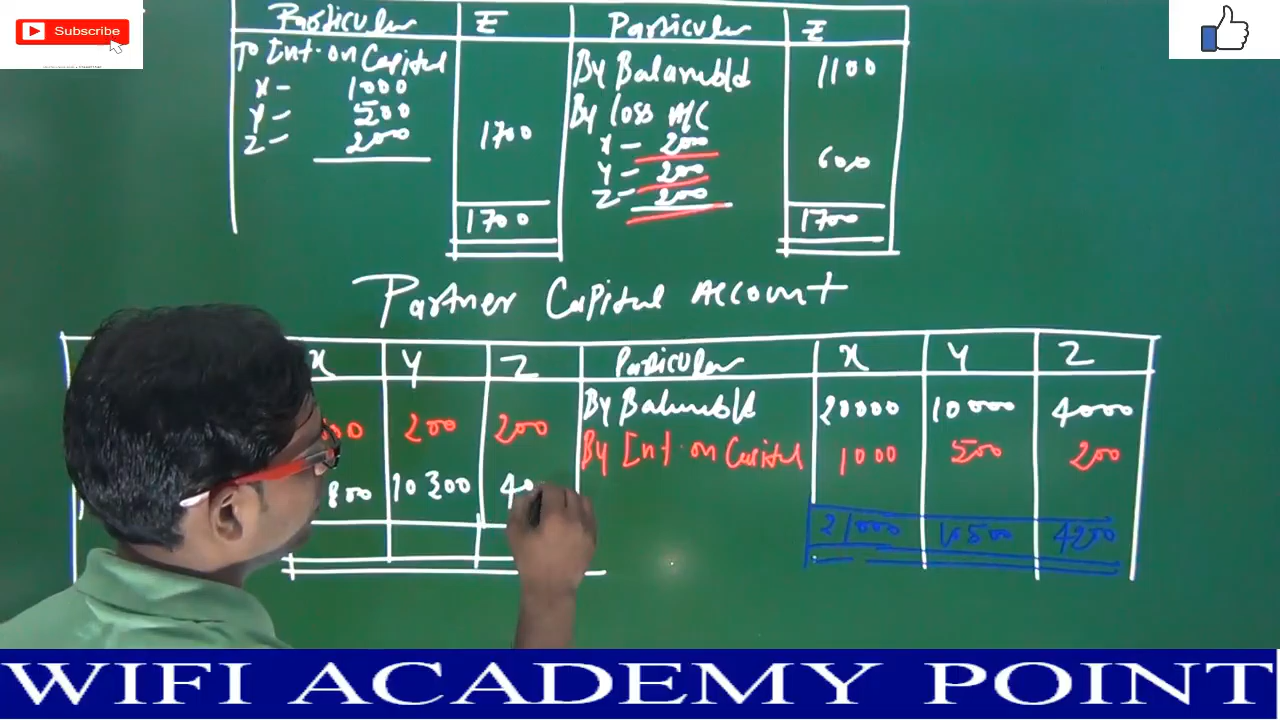 Subscribe
Particular ₹ Particular ₹
To Int. on Capital By Balance b/d 1100
X - 1000 By loss A/C
Y - 500 X - 200
Z - 200 1700 Y - 200 600
Z - 200
1700 1700
Partner Capital Account
X Y Z Particular X Y Z
200 200 By Balance b/d 20000 10000 4000
By Int. on Capital 1000 500 200
800 10300 40
21000 10500 4200
WIFI ACADEMY POINT